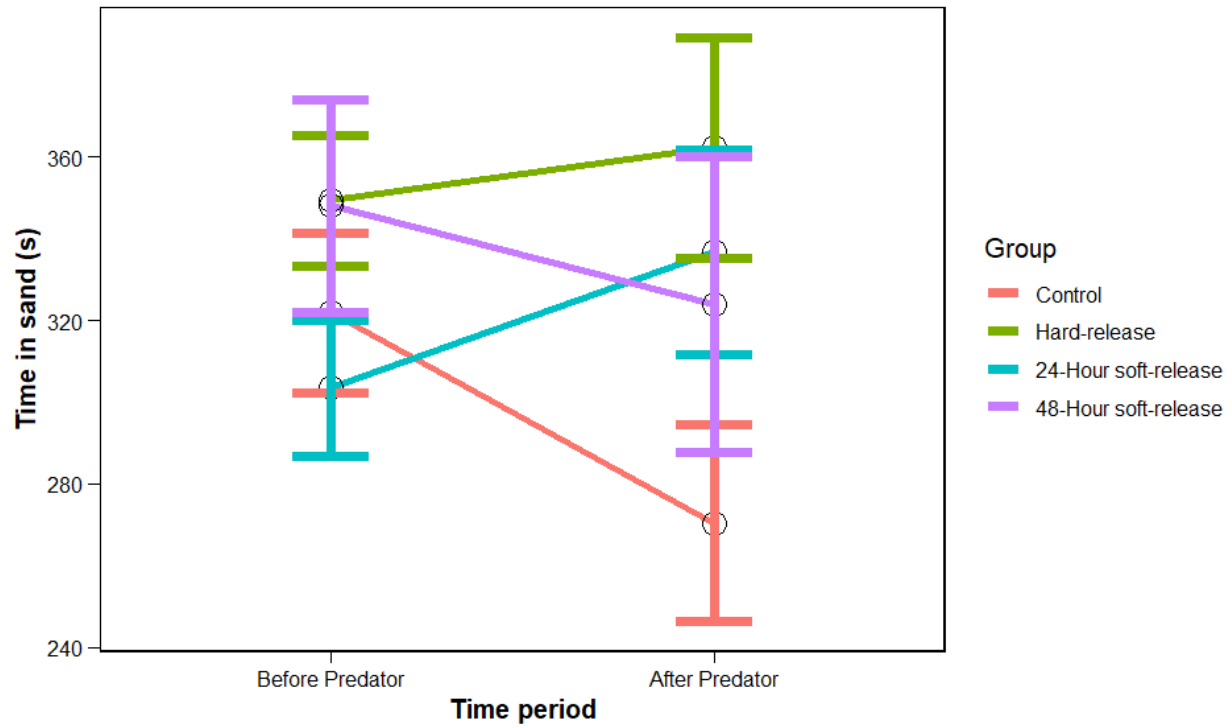 Time in sand (s)
360
320
280
240
Before Predator
After Predator
Time period
Group
Control
Hard-release
24-Hour soft-release
48-Hour soft-release